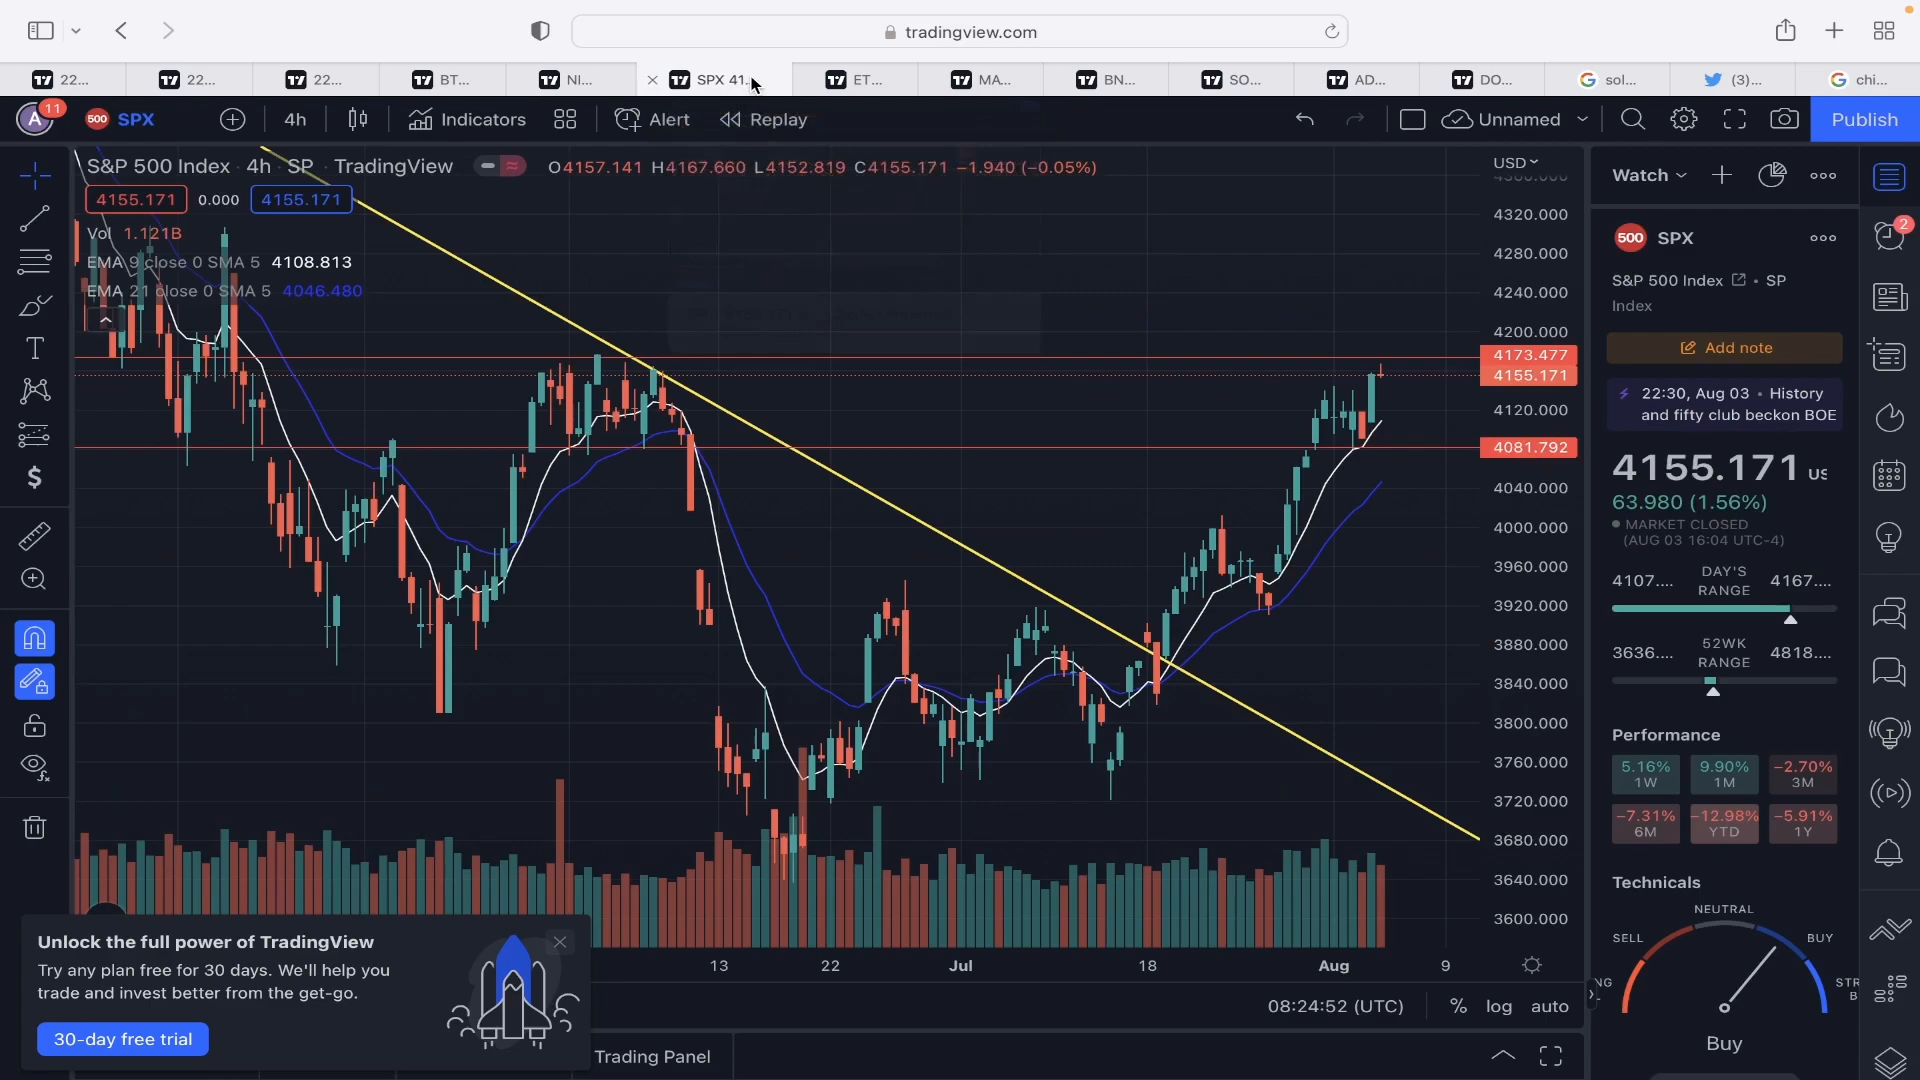 tradingview.com
22...
22...
22...
BT...
NI...
SPX 41...
ET...
MA...
BN...
SO...
AD...
DO...
sol...
(3)...
chi...
A
11
500
SPX
4h
Indicators
Alert
Replay
Unnamed
Publish
S&P 500 Index · 4h · SP · TradingView
O4157.141 H4167.660 L4152.819 C4155.171 −1.940 (−0.05%)
4155.171
0.000
4155.171
Vol 1.121B
EMA 9 close 0 SMA 5 4108.813
EMA 21 close 0 SMA 5 4046.480
USD
4320.000
4280.000
4240.000
4200.000
4173.477
4155.171
4120.000
4081.792
4040.000
4000.000
3960.000
3920.000
3880.000
3840.000
3800.000
3760.000
3720.000
3680.000
3640.000
3600.000
13
22
Jul
18
Aug
9
08:24:52 (UTC)
%
log
auto
Trading Panel
Unlock the full power of TradingView
Try any plan free for 30 days. We'll help you
trade and invest better from the get-go.
30-day free trial
Watch
500
SPX
S&P 500 Index • SP
Index
Add note
22:30, Aug 03 • History
and fifty club beckon BOE
4155.171 US
63.980 (1.56%)
MARKET CLOSED
(AUG 03 16:04 UTC-4)
4107....
DAY'S
RANGE
4167....
3636....
52WK
RANGE
4818....
Performance
5.16%
1W
9.90%
1M
−2.70%
3M
−7.31%
6M
−12.98%
YTD
−5.91%
1Y
Technicals
NEUTRAL
SELL
BUY
NG
STR
B
Buy
2